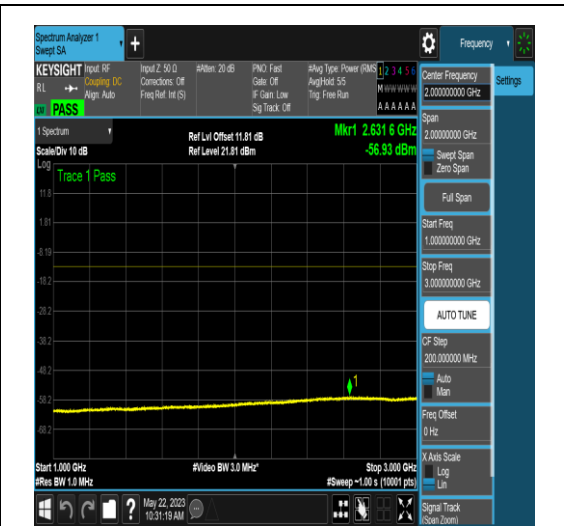 Spectrum Analyzer 1
Swept SA
+
Frequency
KEYSIGHT
Input: RF
Coupling: DC
Align: Auto
Input Z: 50 Ω
Corrections: Off
Freq Ref: Int (S)
#Atten: 20 dB
PNO: Fast
Gate: Off
IF Gain: Low
Sig Track: Off
#Avg Type: Power (RMS
Avg|Hold: 5/5
Trig: Free Run
1 2 3 4 5 6
M W W W W W
A A A A A A
RL
PASS
Center Frequency
2.000000000 GHz
Settings
1 Spectrum
Scale/Div 10 dB
Ref Lvl Offset 11.81 dB
Ref Level 21.81 dBm
Mkr1 2.631 6 GHz
-56.93 dBm
Span
2.00000000 GHz
Swept Span
Zero Span
Log
Trace 1 Pass
11.8
1.81
-8.19
-18.2
-28.2
-38.2
-58.2
-68.2
1
Full Span
Start Freq
1.000000000 GHz
Stop Freq
3.000000000 GHz
AUTO TUNE
CF Step
200.000000 MHz
Auto
Man
Freq Offset
0 Hz
X Axis Scale
Log
Lin
Signal Track
(Span Zoom)
Start 1.000 GHz
#Res BW 1.0 MHz
#Video BW 3.0 MHz*
Stop 3.000 GHz
#Sweep ~1.00 s (10001 pts)
?
May 22, 2023
10:31:19 AM